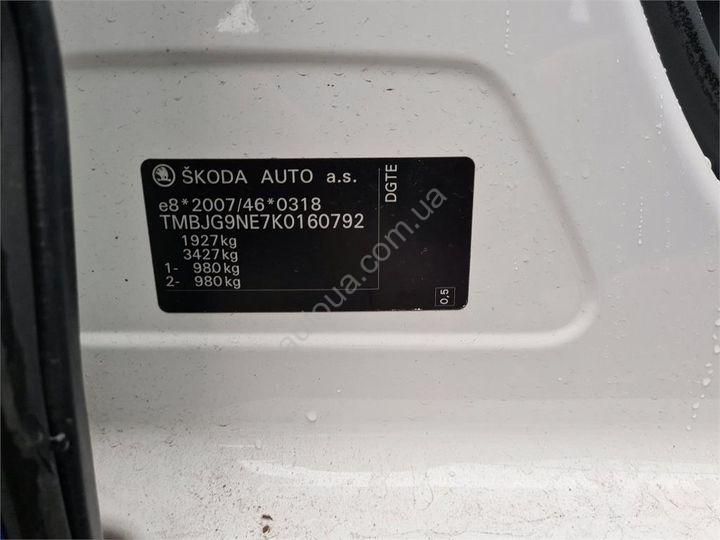 ŠKODA AUTO a.s.
e8*2007/46*0318
TMBJG9NE7K0160792
1927kg
3427kg
1- 980kg
2- 980kg
DGTE
0,5
autoua.com.ua